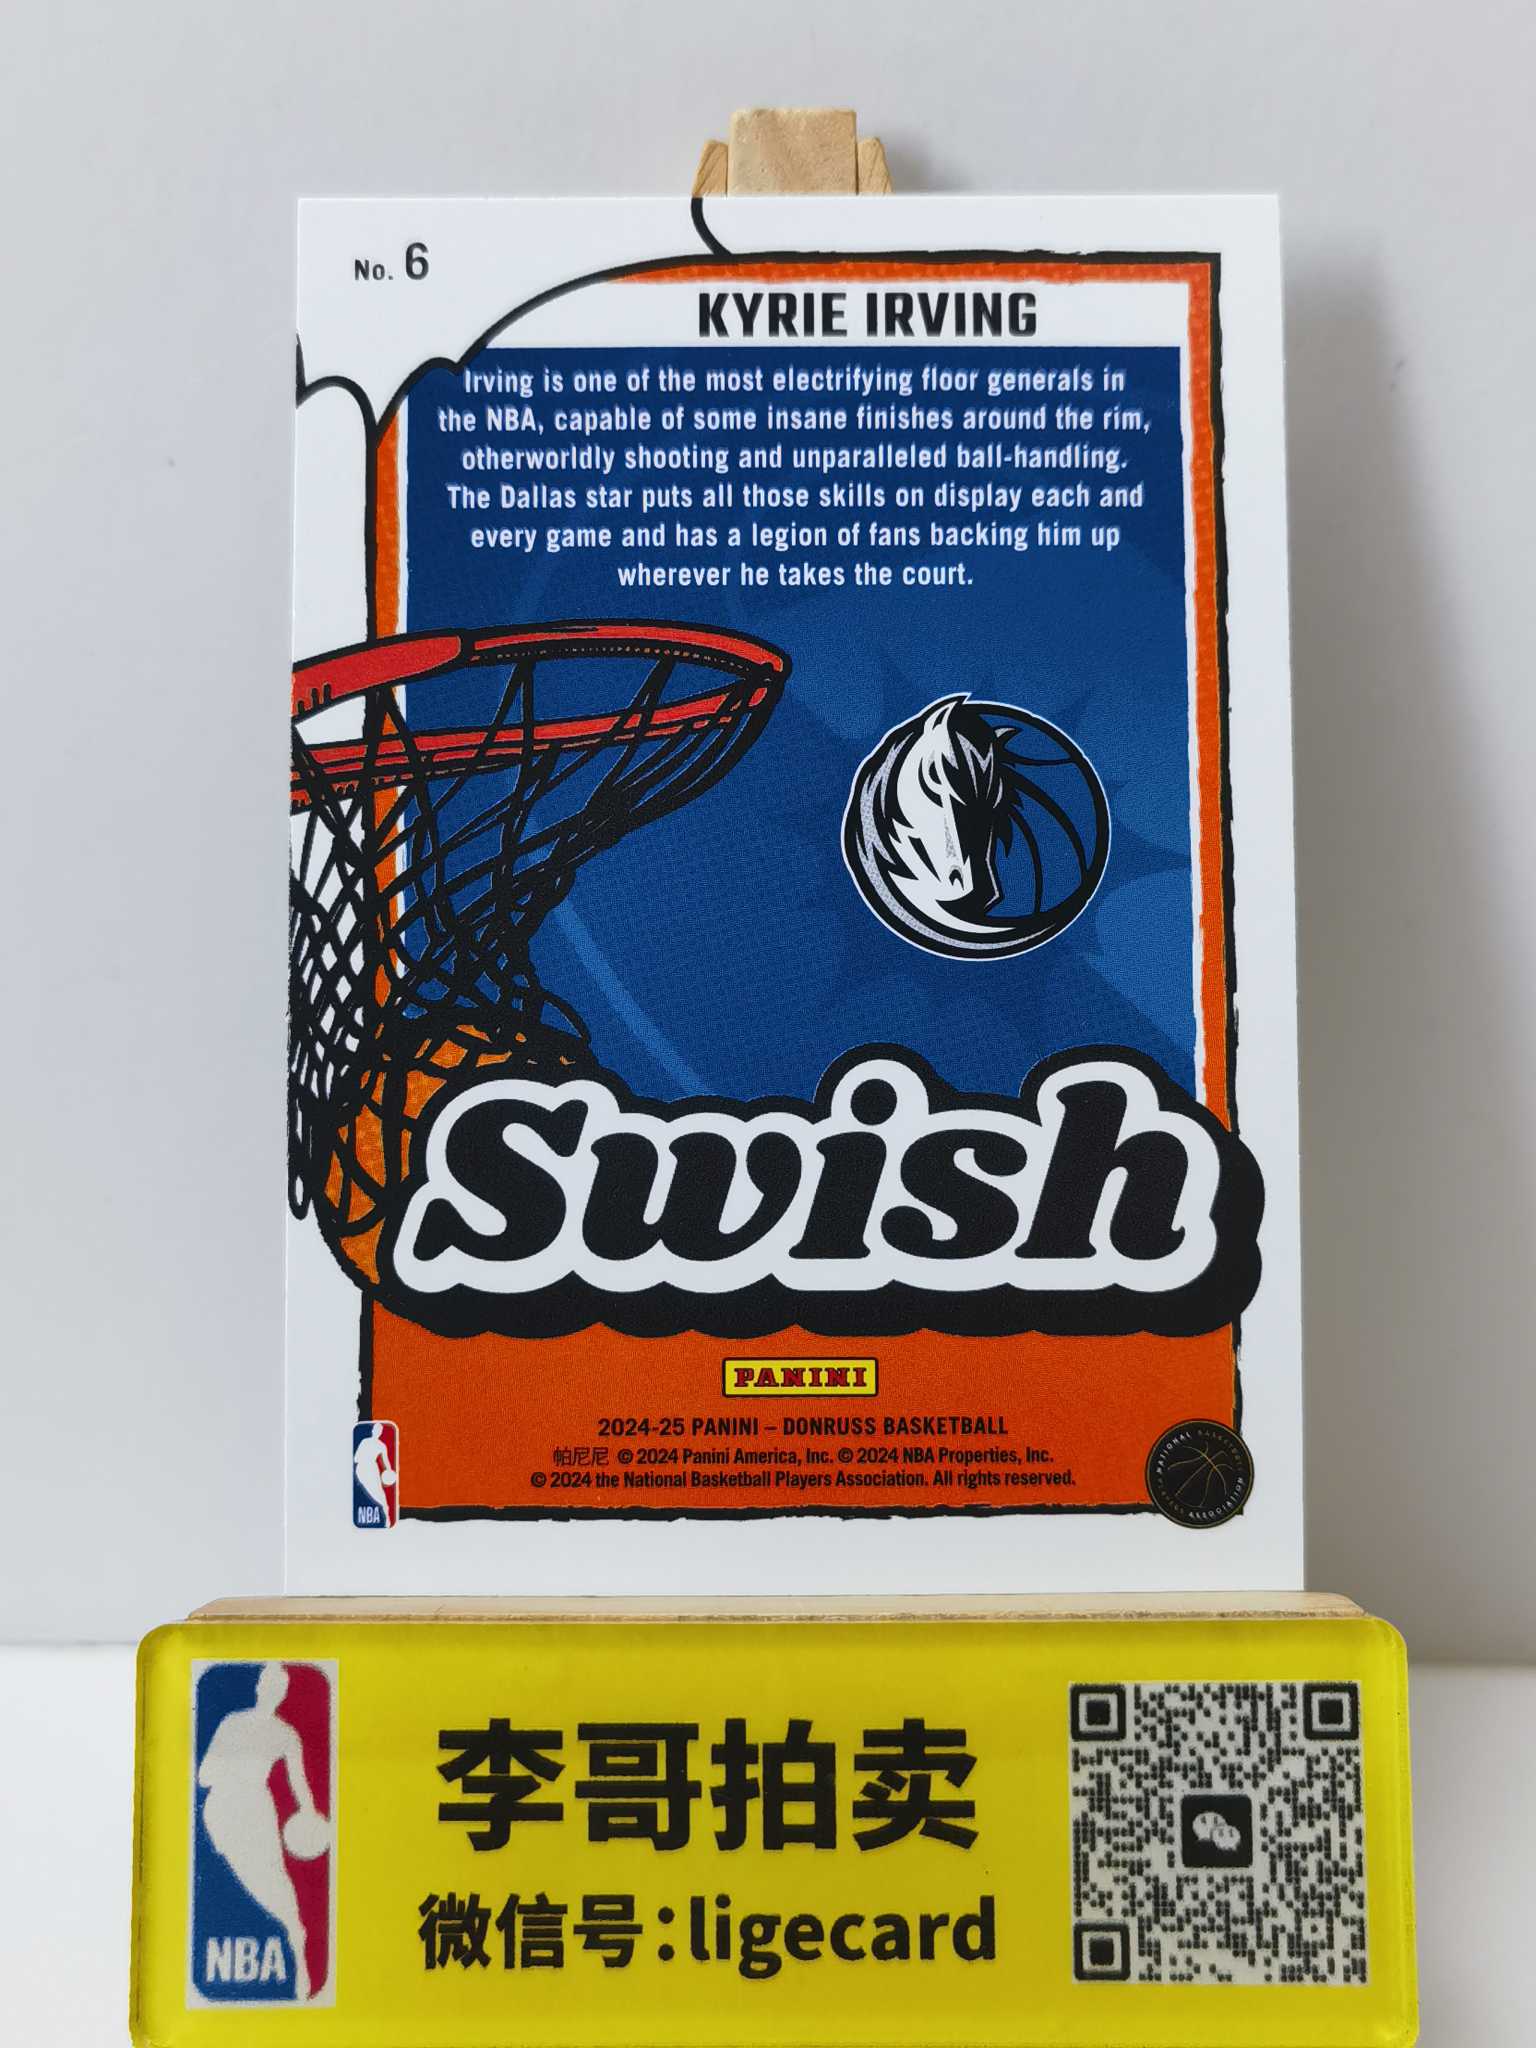 No. 6
KYRIE IRVING
Irving is one of the most electrifying floor generals in
the NBA, capable of some insane finishes around the rim,
otherworldly shooting and unparalleled ball-handling.
The Dallas star puts all those skills on display each and
every game and has a legion of fans backing him up
wherever he takes the court.
Swish
PANINI
2024-25 PANINI – DONRUSS BASKETBALL
帕尼尼 © 2024 Panini America, Inc. © 2024 NBA Properties, Inc.
© 2024 the National Basketball Players Association. All rights reserved.
NBA
NATIONAL BASKETBALL
PLAYERS ASSOCIATION
李哥拍卖
微信号:ligecard
NBA